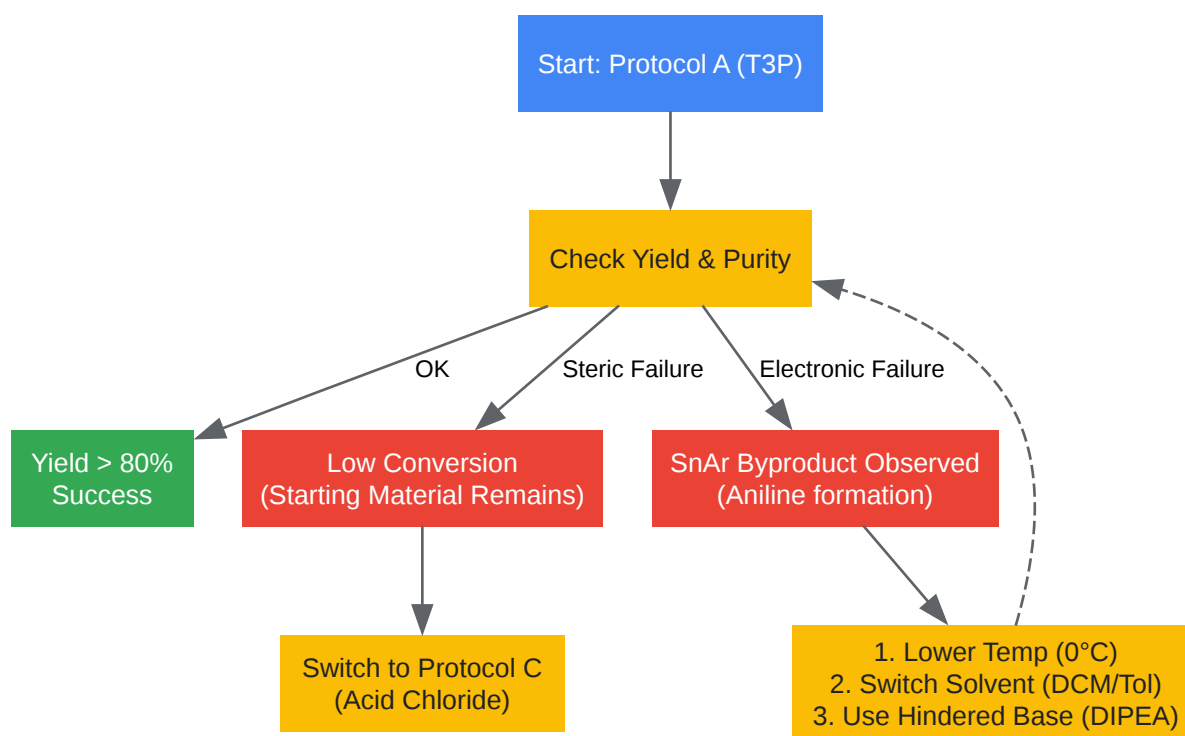 Start: Protocol A (T3P)
Check Yield & Purity
OK
Steric Failure
Electronic Failure
Yield > 80%
Success
Low Conversion
(Starting Material Remains)
SnAr Byproduct Observed
(Aniline formation)
Switch to Protocol C
(Acid Chloride)
1. Lower Temp (0°C)
2. Switch Solvent (DCM/Tol)
3. Use Hindered Base (DIPEA)